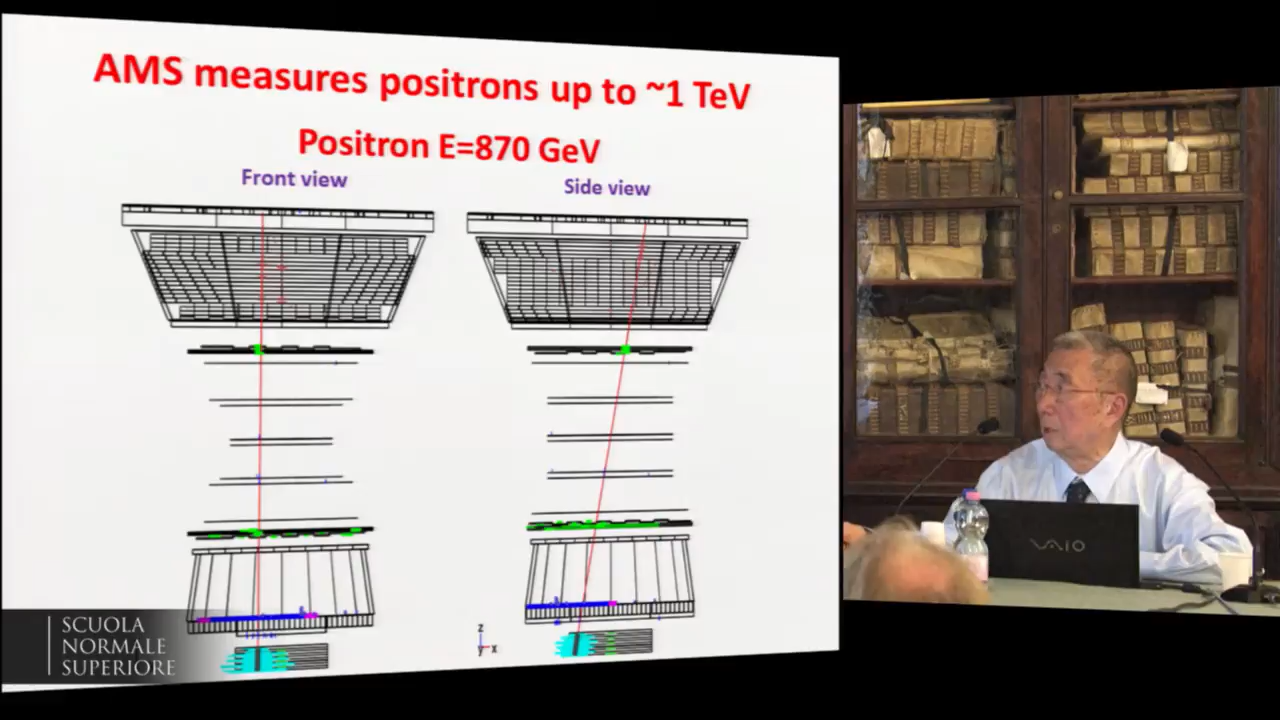 AMS measures positrons up to ~1 TeV
Positron E=870 GeV
Front view
Side view
z
y x
SCUOLA
NORMALE
SUPERIORE
VAIO